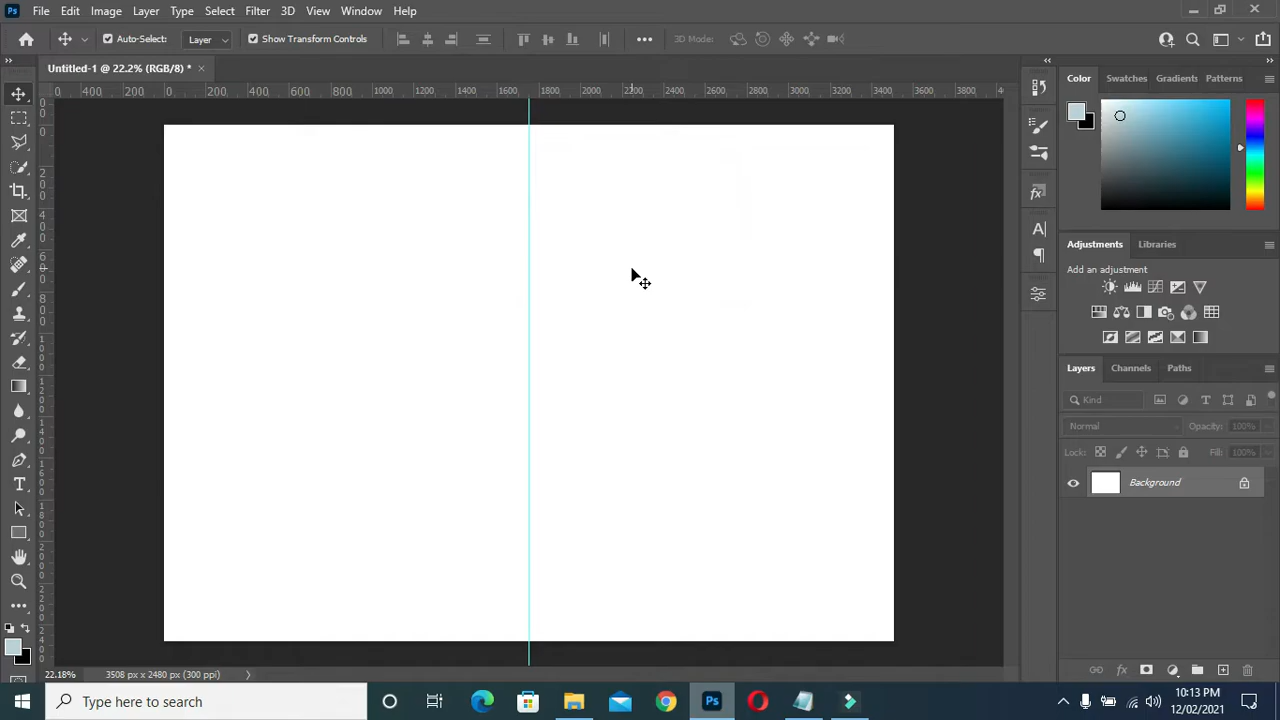 Ps File Edit Image Layer Type Select Filter 3D View Window Help
Auto-Select: Layer Show Transform Controls 3D Mode:
Untitled-1 @ 22.2% (RGB/8) *
0 400 200 0 200 400 600 800 1000 1200 1400 1600 1800 2000 2200 2400 2600 2800 3000 3200 3400 3600 3800 4
Color Swatches Gradients Patterns
Adjustments Libraries
Add an adjustment
Layers Channels Paths
Kind
Normal Opacity: 100%
Lock: Fill: 100%
Background
22.18% 3508 px x 2480 px (300 ppi)
Type here to search
Ps
10:13 PM
12/02/2021